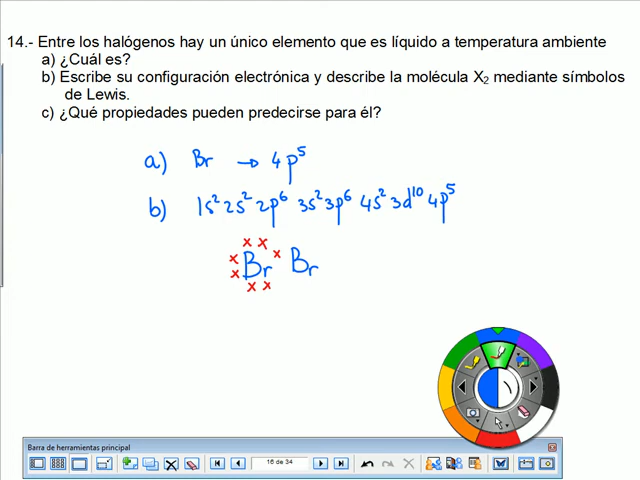 14.- Entre los halógenos hay un único elemento que es líquido a temperatura ambiente
a) ¿Cuál es?
b) Escribe su configuración electrónica y describe la molécula X₂ mediante símbolos
de Lewis.
c) ¿Qué propiedades pueden predecirse para él?
a) Br → 4p⁵
b) 1s² 2s² 2p⁶ 3s² 3p⁶ 4s² 3d¹⁰ 4p⁵
Br Br
Barra de herramientas principal
16 de 34